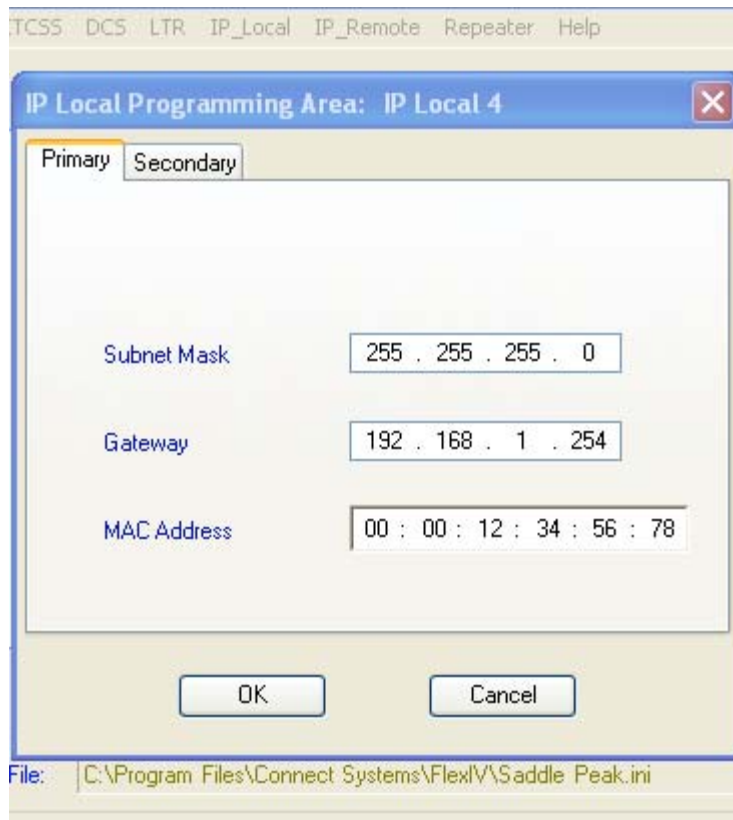 TCSS DCS LTR IP_Local IP_Remote Repeater Help
IP Local Programming Area: IP Local 4
Primary Secondary
Subnet Mask 255 . 255 . 255 . 0
Gateway 192 . 168 . 1 . 254
MAC Address 00 : 00 : 12 : 34 : 56 : 78
OK Cancel
File: C:\Program Files\Connect Systems\FlexIV\Saddle Peak.ini